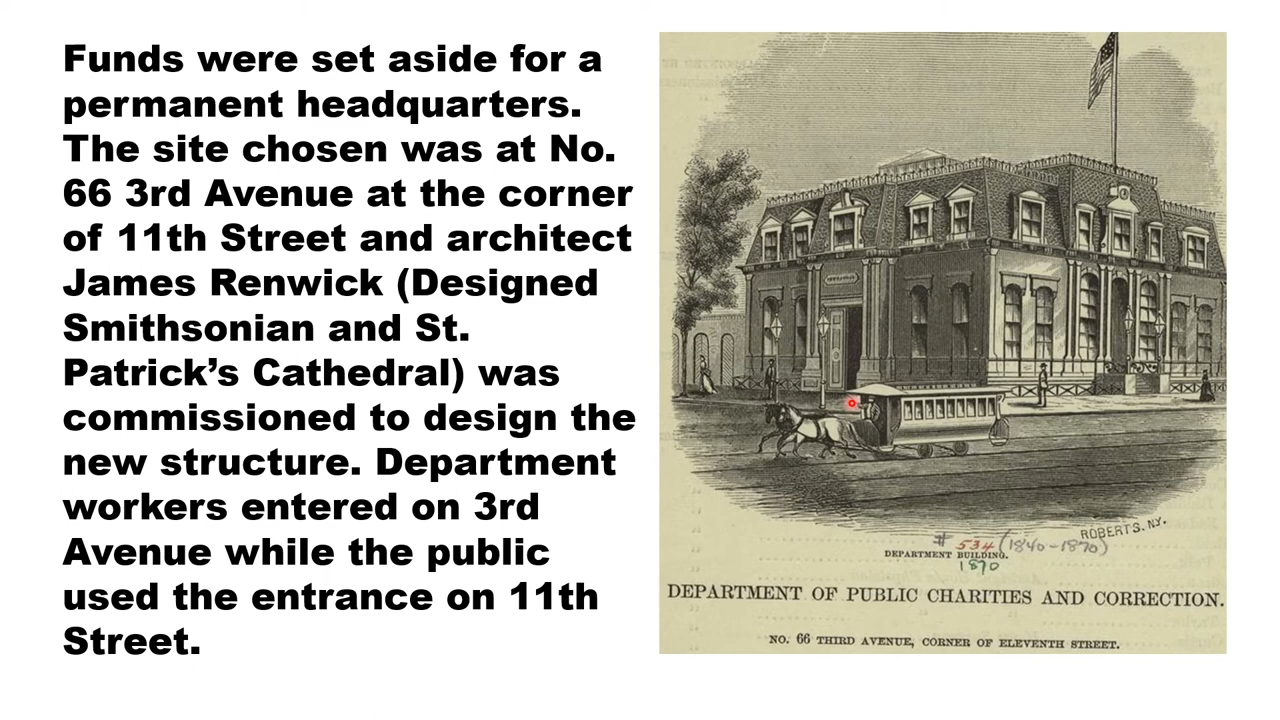 Funds were set aside for a
permanent headquarters.
The site chosen was at No.
66 3rd Avenue at the corner
of 11th Street and architect
James Renwick (Designed
Smithsonian and St.
Patrick’s Cathedral) was
commissioned to design the
new structure. Department
workers entered on 3rd
Avenue while the public
used the entrance on 11th
Street.
ROBERTS. N.Y.
# 534 (1840-1870)
DEPARTMENT BUILDING.
1870
DEPARTMENT OF PUBLIC CHARITIES AND CORRECTION.
NO. 66 THIRD AVENUE, CORNER OF ELEVENTH STREET.